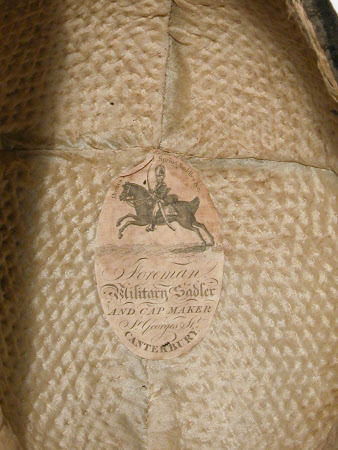 Foreman
Military Sadler
AND CAP MAKER
St. Georges St.
CANTERBURY